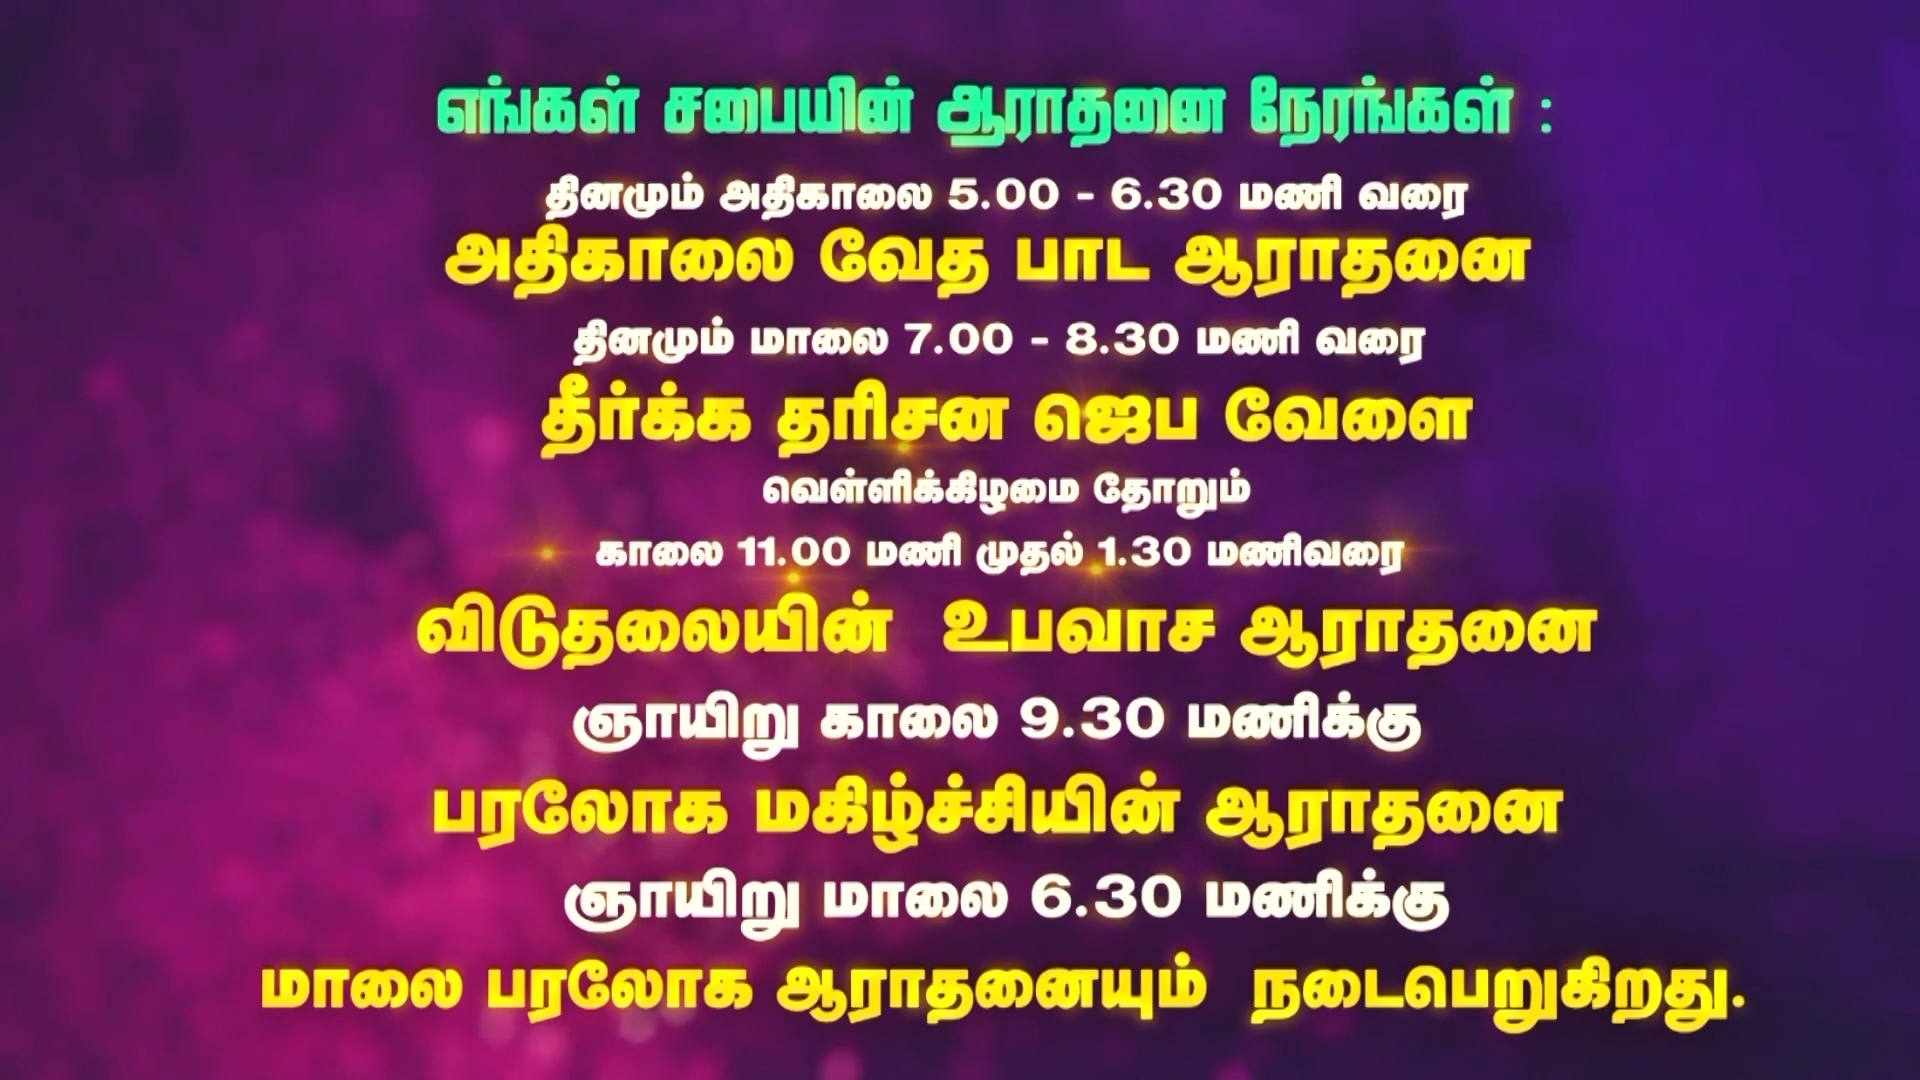 எங்கள் சபையின் ஆராதனை நேரங்கள் :
தினமும் அதிகாலை 5.00 - 6.30 மணி வரை
அதிகாலை வேத பாட ஆராதனை
தினமும் மாலை 7.00 - 8.30 மணி வரை
தீர்க்க தரிசன ஜெப வேளை
வெள்ளிக்கிழமை தோறும்
காலை 11.00 மணி முதல் 1.30 மணிவரை
விடுதலையின் உபவாச ஆராதனை
ஞாயிறு காலை 9.30 மணிக்கு
பரலோக மகிழ்ச்சியின் ஆராதனை
ஞாயிறு மாலை 6.30 மணிக்கு
மாலை பரலோக ஆராதனையும் நடைபெறுகிறது.